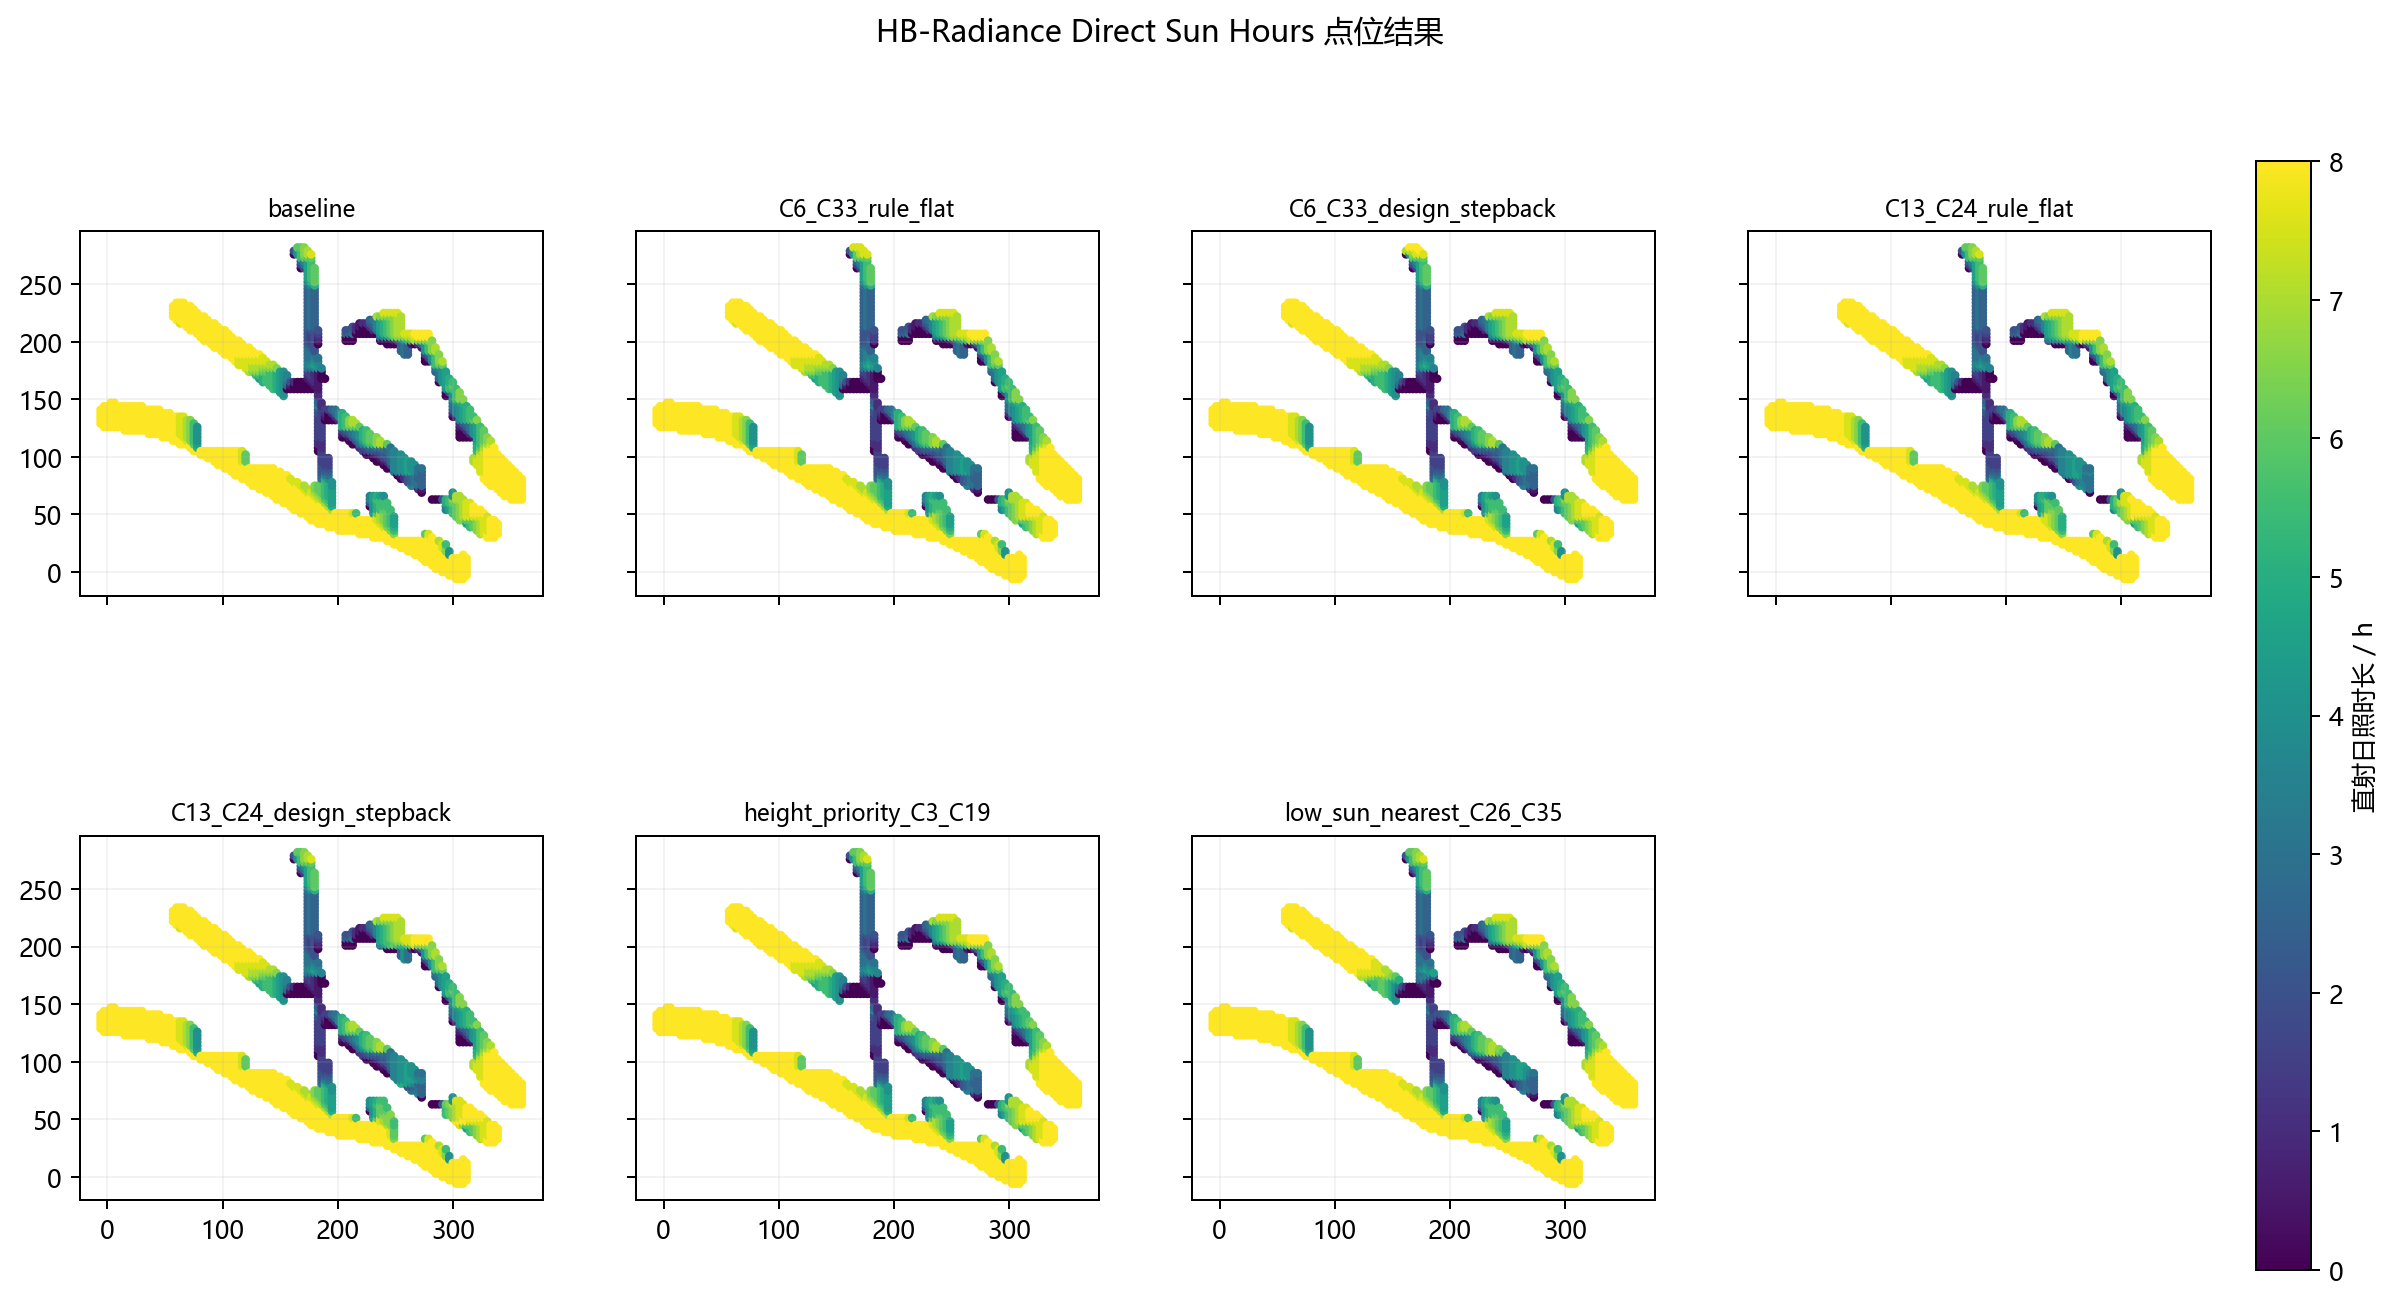 HB-Radiance Direct Sun Hours 点位结果
baseline
C6_C33_rule_flat
C6_C33_design_stepback
C13_C24_rule_flat
250
200
150
100
50
0
C13_C24_design_stepback
height_priority_C3_C19
low_sun_nearest_C26_C35
250
200
150
100
50
0
0 100 200 300
0 100 200 300
0 100 200 300
8
7
6
5
4
3
2
1
0
直射日照时长 / h